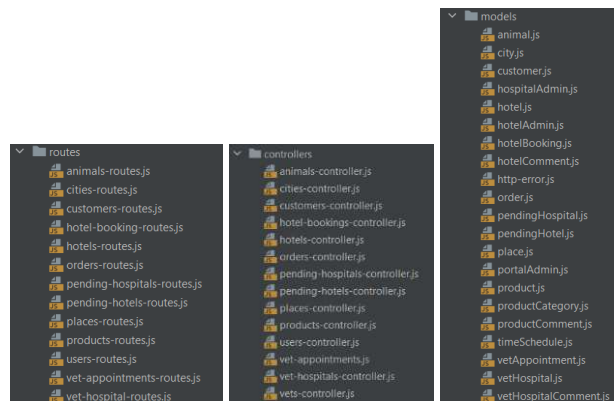 routes
animals-routes.js
cities-routes.js
customers-routes.js
hotel-booking-routes.js
hotels-routes.js
orders-routes.js
pending-hospitals-routes.js
pending-hotels-routes.js
places-routes.js
products-routes.js
users-routes.js
vet-appointments-routes.js
vet-hospital-routes.js
controllers
animals-controller.js
cities-controller.js
customers-controller.js
hotel-bookings-controller.js
hotels-controller.js
orders-controller.js
pending-hospitals-controller.js
pending-hotels-controller.js
places-controller.js
products-controller.js
users-controller.js
vet-appointments.js
vet-hospitals-controller.js
vets-controller.js
models
animal.js
city.js
customer.js
hospitalAdmin.js
hotel.js
hotelAdmin.js
hotelBooking.js
hotelComment.js
http-error.js
order.js
pendingHospital.js
pendingHotel.js
place.js
portalAdmin.js
product.js
productCategory.js
productComment.js
timeSchedule.js
vetAppointment.js
vetHospital.js
vetHospitalComment.js